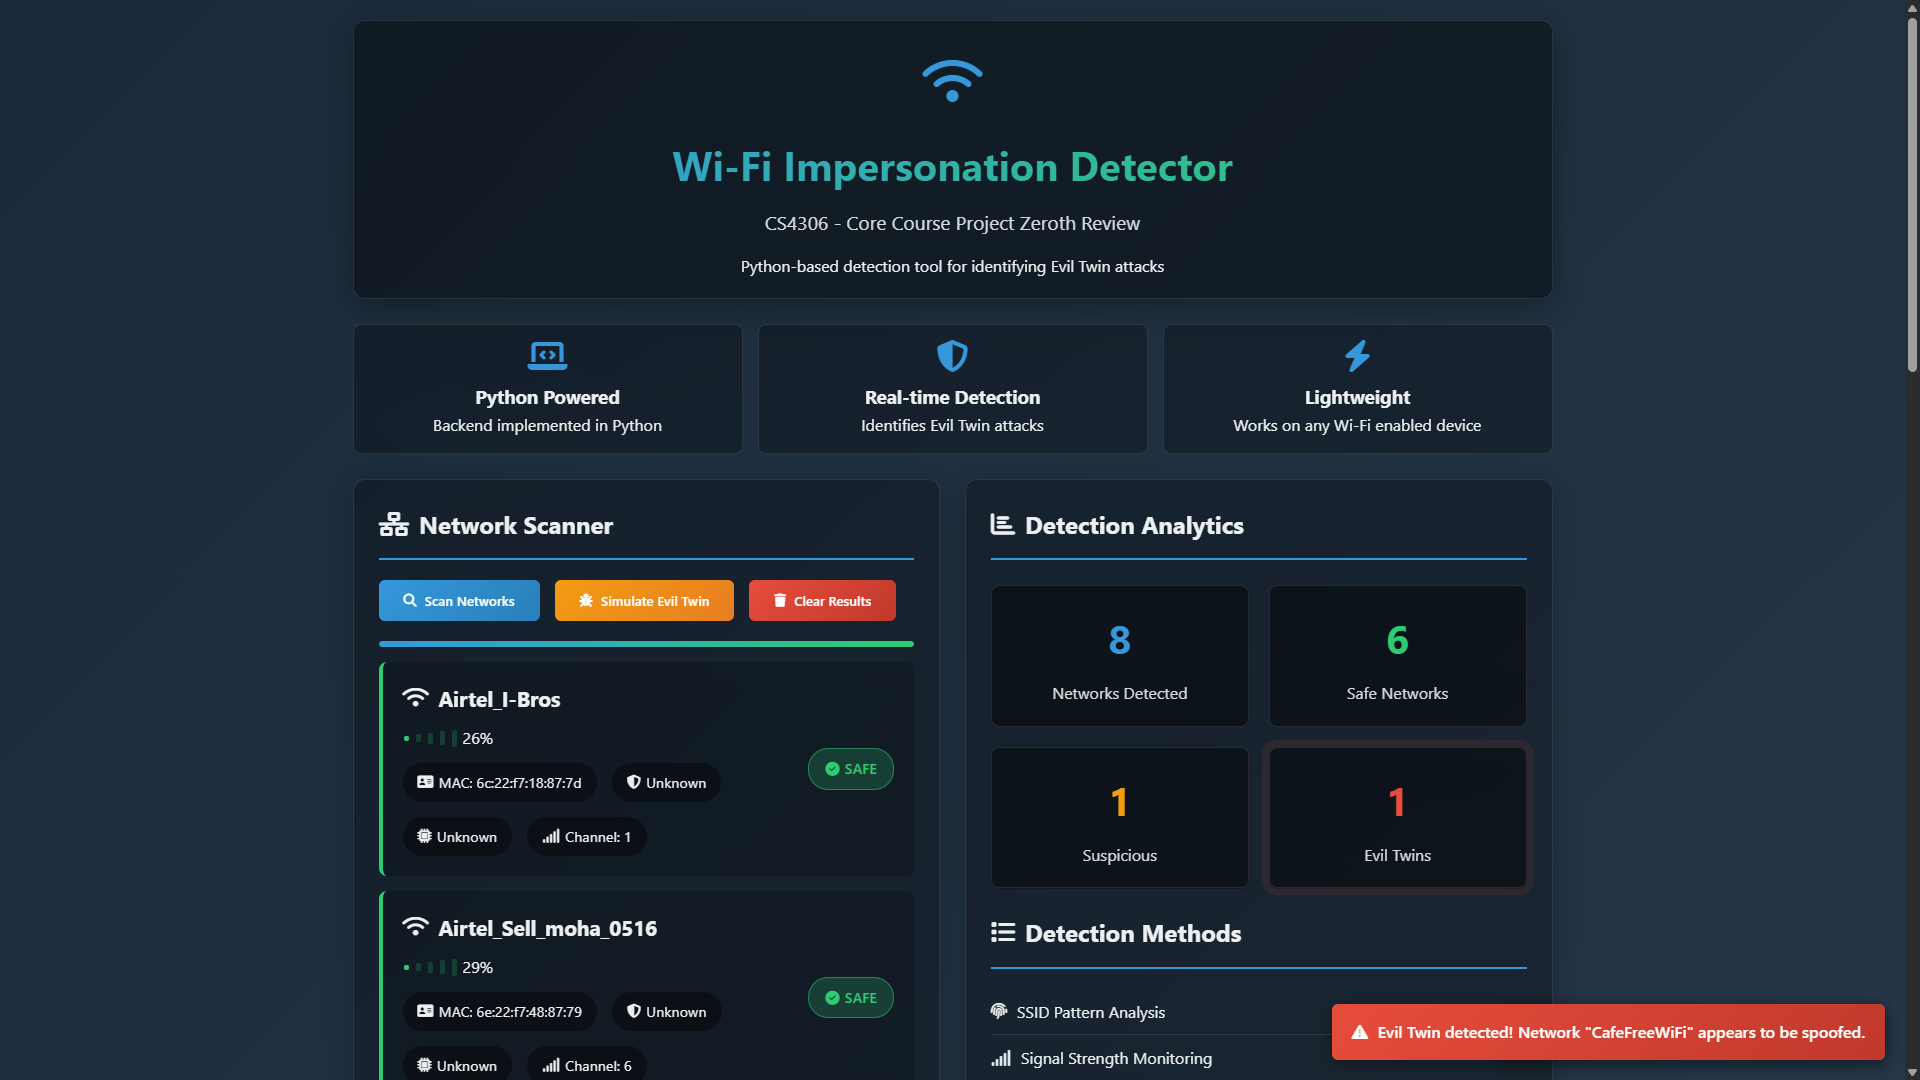 Wi-Fi Impersonation Detector
CS4306 - Core Course Project Zeroth Review
Python-based detection tool for identifying Evil Twin attacks
Python Powered
Backend implemented in Python
Real-time Detection
Identifies Evil Twin attacks
Lightweight
Works on any Wi-Fi enabled device
Network Scanner
Scan Networks
Simulate Evil Twin
Clear Results
Airtel_I-Bros
26%
MAC: 6c:22:f7:18:87:7d
Unknown
Unknown
Channel: 1
SAFE
Airtel_Sell_moha_0516
29%
MAC: 6e:22:f7:48:87:79
Unknown
Unknown
Channel: 6
SAFE
Detection Analytics
8
Networks Detected
6
Safe Networks
1
Suspicious
1
Evil Twins
Detection Methods
SSID Pattern Analysis
Signal Strength Monitoring
Evil Twin detected! Network "CafeFreeWiFi" appears to be spoofed.